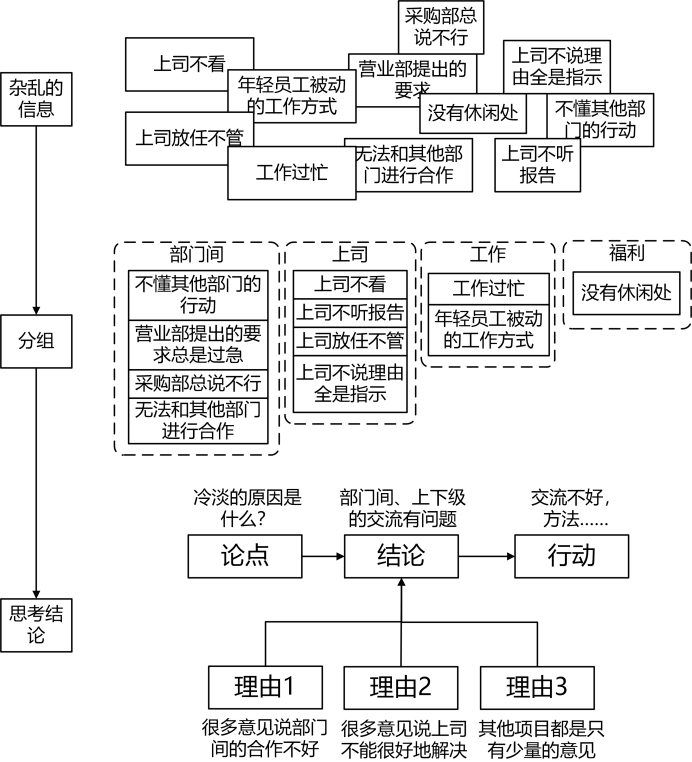 采购部总
说不行
上司不看
营业部提出的
要求
上司不说理
由全是指示
杂乱的
信息
年轻员工被动
的工作方式
没有休闲处
不懂其他部
门的行动
上司放任不管
工作过忙
无法和其他部
门进行合作
上司不听
报告
部门间
上司
工作
福利
不懂其他部门的
行动
营业部提出的要
求总是过急
采购部总说不行
无法和其他部门
进行合作
上司不看
上司不听报告
上司放任不管
上司不说理由
全是指示
工作过忙
年轻员工被动
的工作方式
没有休闲处
分组
冷淡的原因是
什么？
部门间、上下级
的交流有问题
交流不好，
方法……
论点
结论
行动
思考结
论
理由1
理由2
理由3
很多意见说部门
间的合作不好
很多意见说上司
不能很好地解决
其他项目都是只
有少量的意见